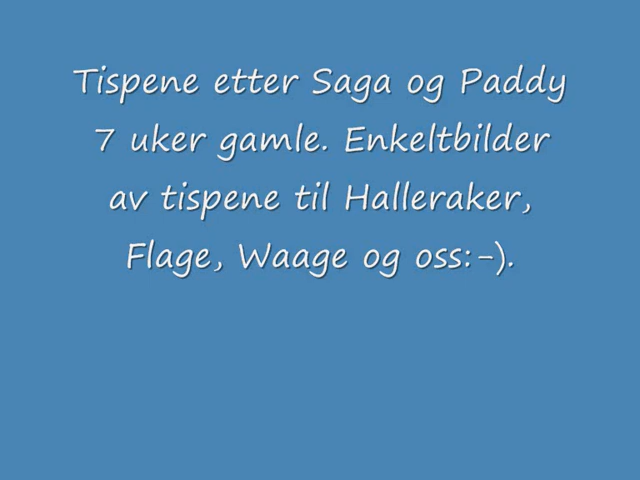 Tispene etter Saga og Paddy
7 uker gamle. Enkeltbilder
av tispene til Halleraker,
Flage, Waage og oss:-).